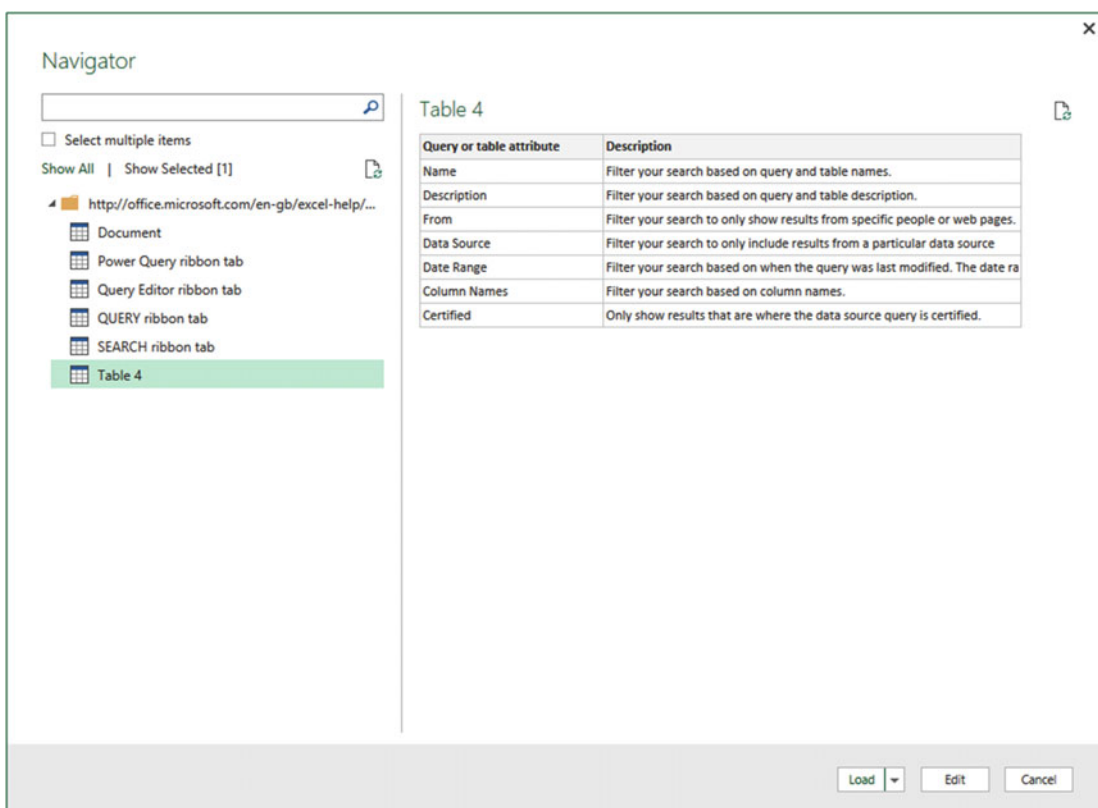 Navigator
Select multiple items
Show All | Show Selected [1]
http://office.microsoft.com/en-gb/excel-help/...
Document
Power Query ribbon tab
Query Editor ribbon tab
QUERY ribbon tab
SEARCH ribbon tab
Table 4
Table 4
Query or table attribute Description
Name Filter your search based on query and table names.
Description Filter your search based on query and table description.
From Filter your search to only show results from specific people or web pages.
Data Source Filter your search to only include results from a particular data source
Date Range Filter your search based on when the query was last modified. The date ra
Column Names Filter your search based on column names.
Certified Only show results that are where the data source query is certified.
Load Edit Cancel